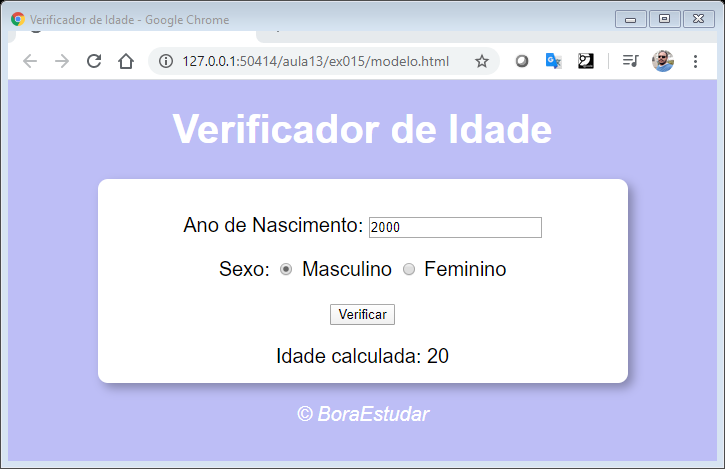 Verificador de Idade - Google Chrome
127.0.0.1:50414/aula13/ex015/modelo.html
Verificador de Idade
Ano de Nascimento: 2000
Sexo: Masculino Feminino
Verificar
Idade calculada: 20
© BoraEstudar